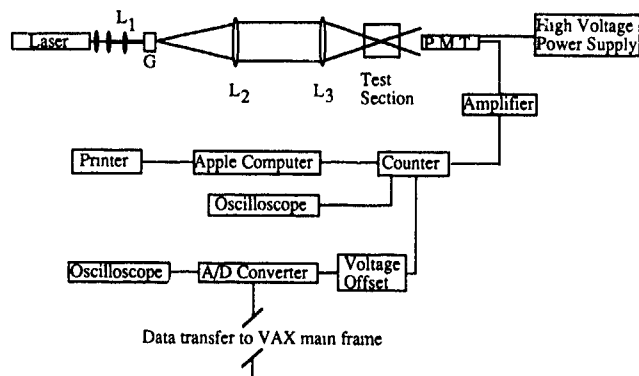 L1
Laser
G
L2
L3
Test
Section
P M T
High Voltage
Power Supply
Amplifier
Printer
Apple Computer
Counter
Oscilloscope
Oscilloscope
A/D Converter
Voltage
Offset
Data transfer to VAX main frame